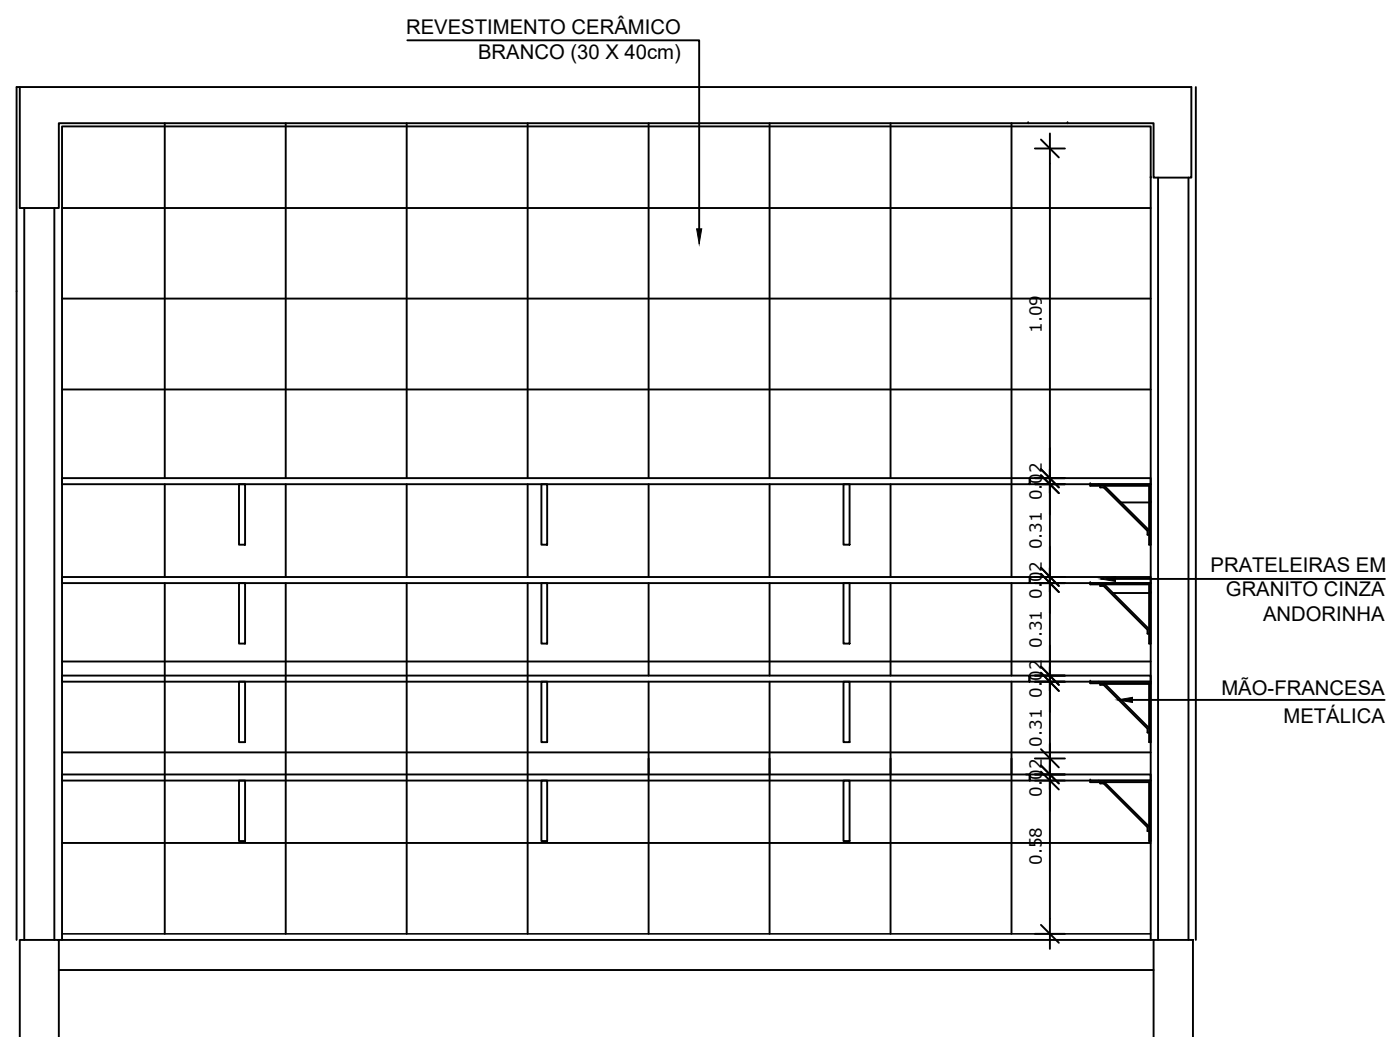 REVESTIMENTO CERÂMICO
BRANCO (30 X 40cm)
1.09
0.02
0.31
0.02
0.31
0.02
0.31
0.02
0.58
PRATELEIRAS EM
GRANITO CINZA
ANDORINHA
MÃO-FRANCESA
METÁLICA